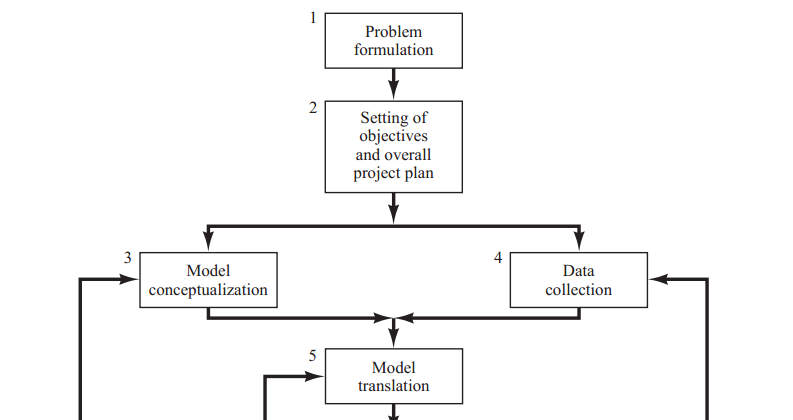 1
Problem
formulation
2
Setting of
objectives
and overall
project plan
3
Model
conceptualization
4
Data
collection
5
Model
translation